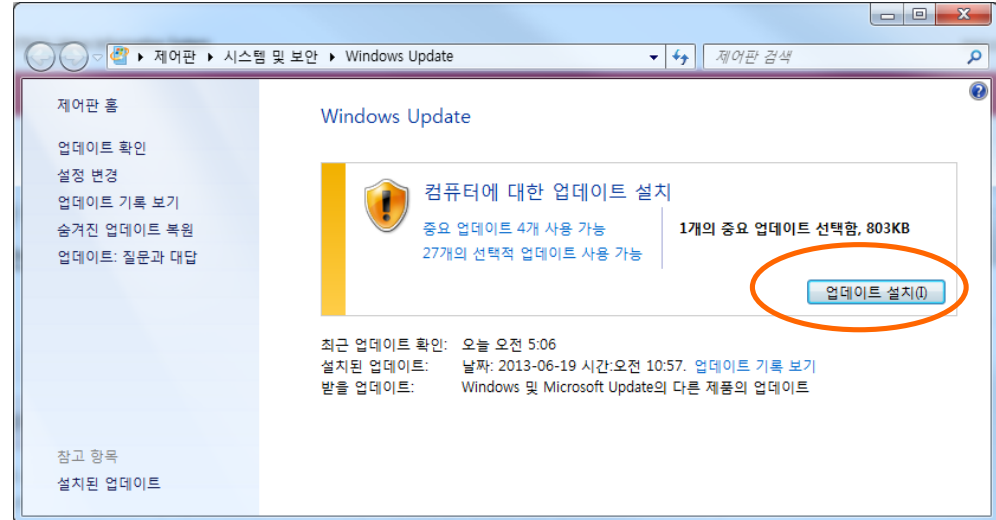 제어판 ▸ 시스템 및 보안 ▸ Windows Update
제어판 검색
제어판 홈
업데이트 확인
설정 변경
업데이트 기록 보기
숨겨진 업데이트 복원
업데이트: 질문과 대답
참고 항목
설치된 업데이트
Windows Update
컴퓨터에 대한 업데이트 설치
중요 업데이트 4개 사용 가능
27개의 선택적 업데이트 사용 가능
1개의 중요 업데이트 선택함, 803KB
업데이트 설치(I)
최근 업데이트 확인: 오늘 오전 5:06
설치된 업데이트: 날짜: 2013-06-19 시간:오전 10:57. 업데이트 기록 보기
받을 업데이트: Windows 및 Microsoft Update의 다른 제품의 업데이트